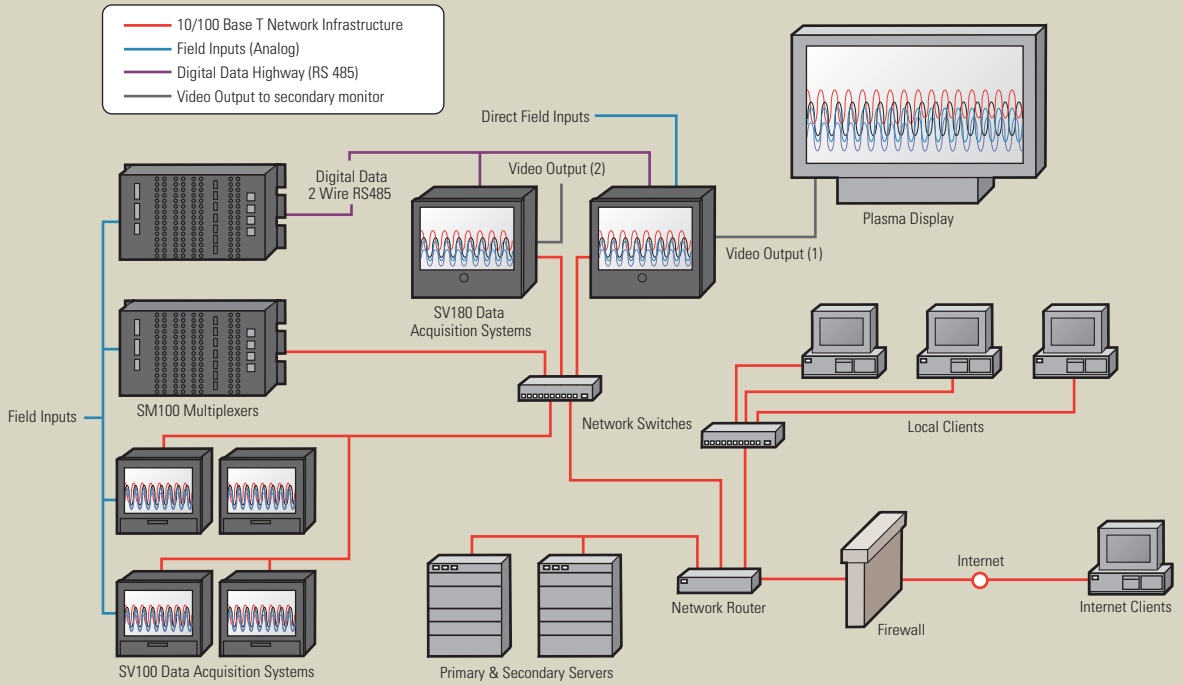 10/100 Base T Network Infrastructure
Field Inputs (Analog)
Digital Data Highway (RS 485)
Video Output to secondary monitor
Direct Field Inputs
Digital Data
2 Wire RS485
Video Output (2)
Plasma Display
Video Output (1)
SV180 Data
Acquisition Systems
SM100 Multiplexers
Field Inputs
Network Switches
Local Clients
Internet
Network Router
Internet Clients
Firewall
SV100 Data Acquisition Systems
Primary & Secondary Servers